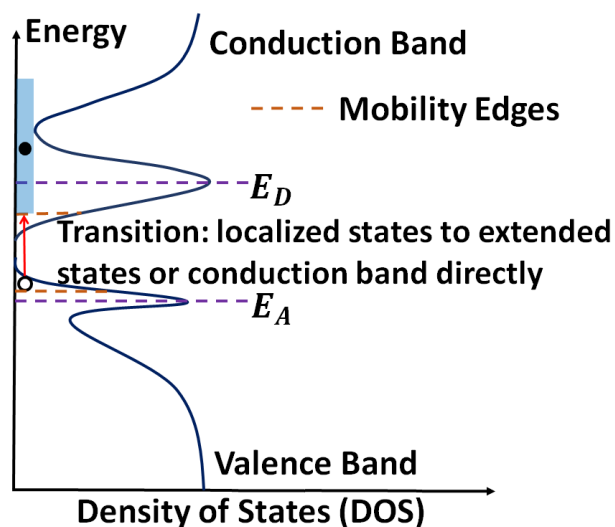 Energy
Conduction Band
Mobility Edges
E_D
Transition: localized states to extended
states or conduction band directly
E_A
Valence Band
Density of States (DOS)